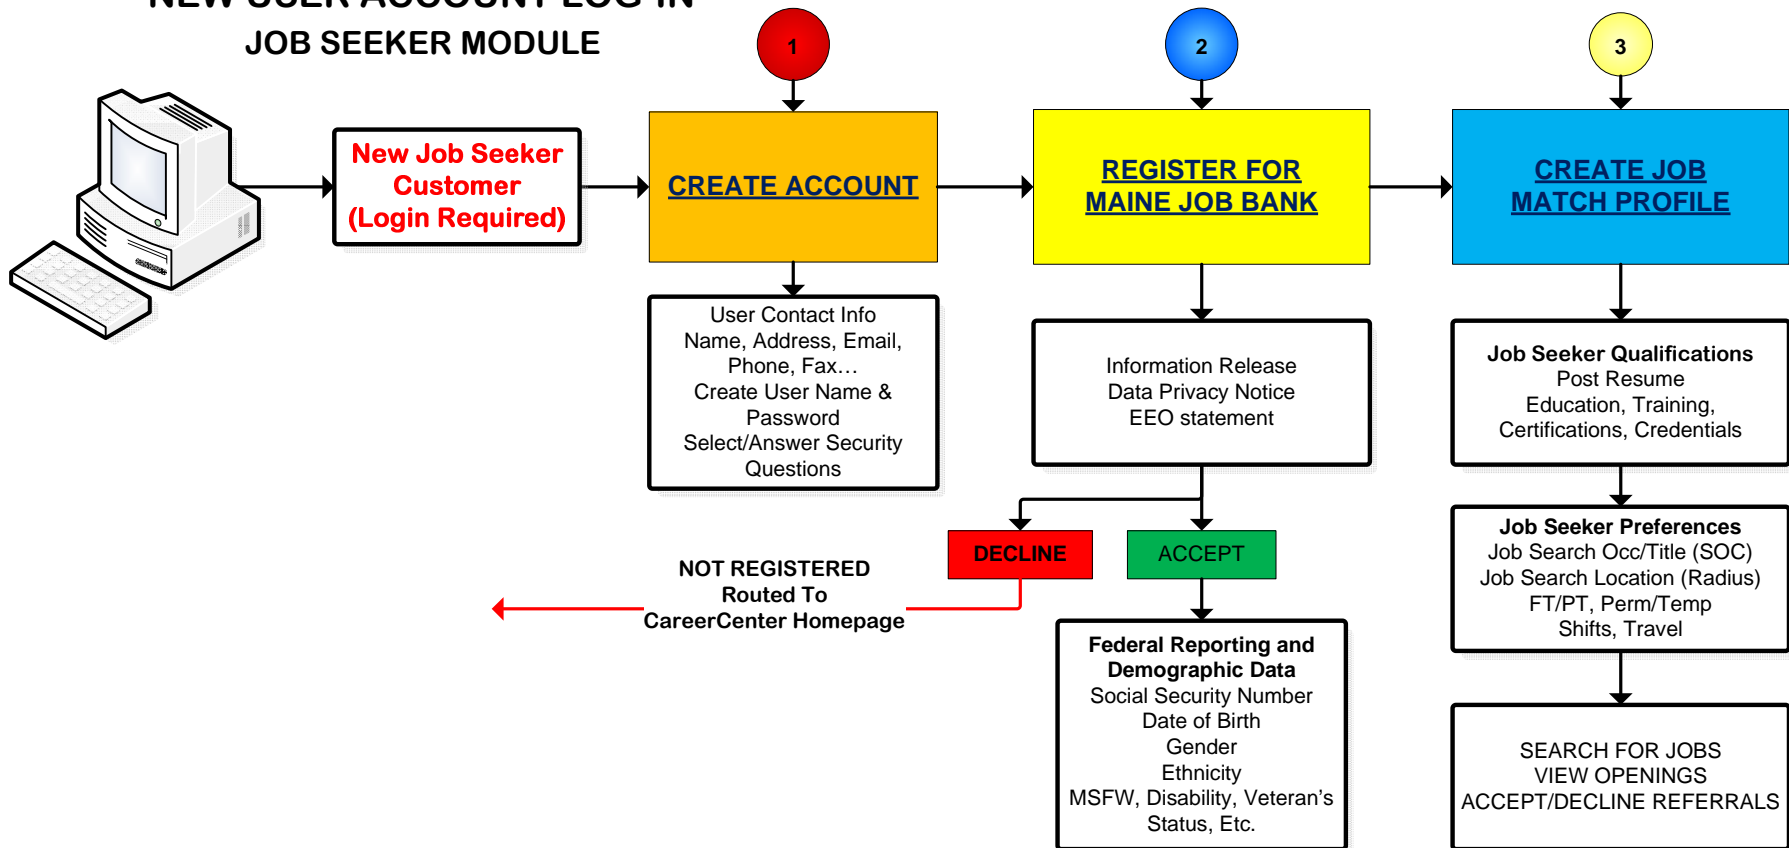 NEW USER ACCOUNT LOG-IN
JOB SEEKER MODULE
1
2
3
New Job Seeker
Customer
(Login Required)
CREATE ACCOUNT
REGISTER FOR
MAINE JOB BANK
CREATE JOB
MATCH PROFILE
User Contact Info
Name, Address, Email,
Phone, Fax…
Create User Name &
Password
Select/Answer Security
Questions
Information Release
Data Privacy Notice
EEO statement
Job Seeker Qualifications
Post Resume
Education, Training,
Certifications, Credentials
DECLINE
ACCEPT
NOT REGISTERED
Routed To
CareerCenter Homepage
Job Seeker Preferences
Job Search Occ/Title (SOC)
Job Search Location (Radius)
FT/PT, Perm/Temp
Shifts, Travel
Federal Reporting and
Demographic Data
Social Security Number
Date of Birth
Gender
Ethnicity
MSFW, Disability, Veteran’s
Status, Etc.
SEARCH FOR JOBS
VIEW OPENINGS
ACCEPT/DECLINE REFERRALS